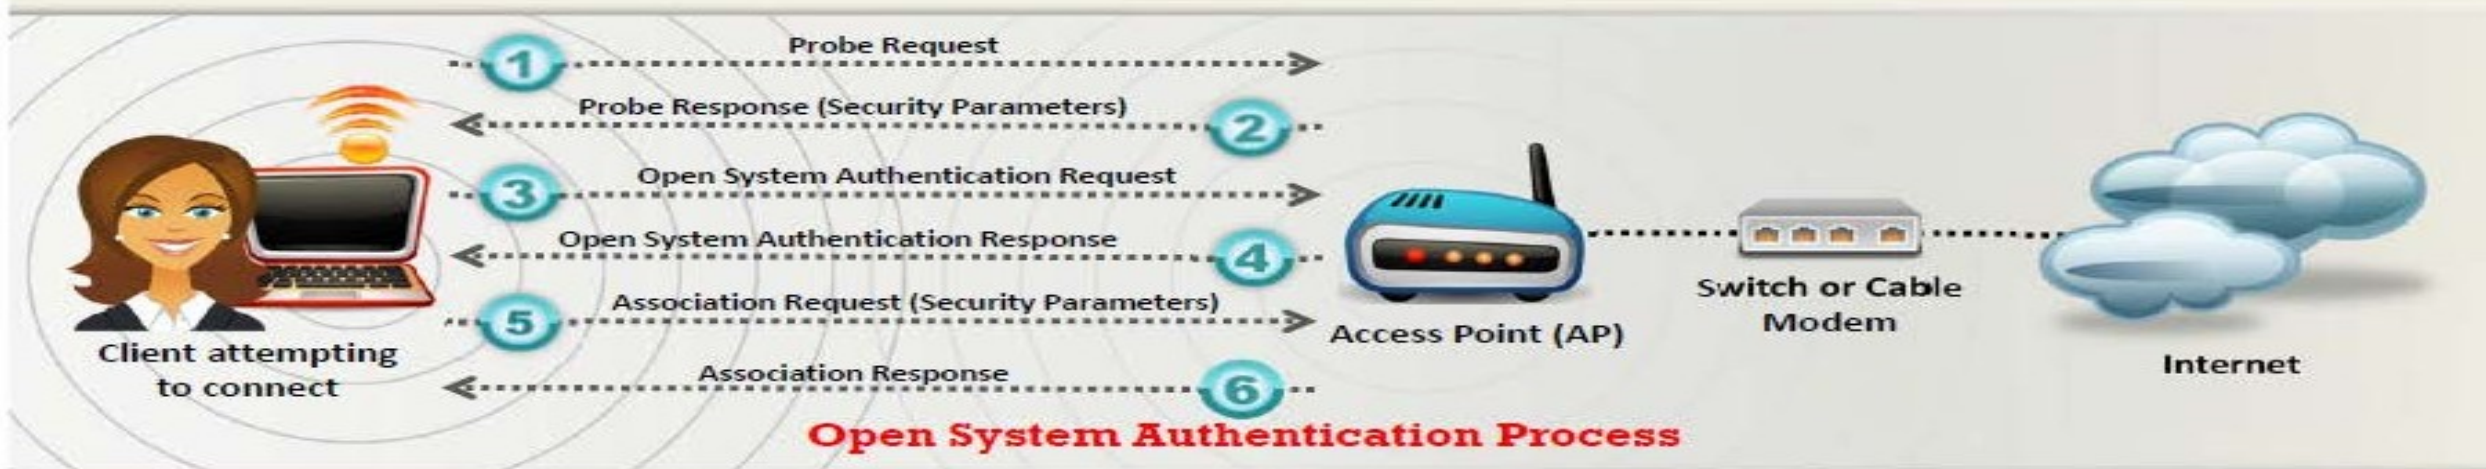 1
Probe Request
Probe Response (Security Parameters)
2
3
Open System Authentication Request
Open System Authentication Response
4
5
Association Request (Security Parameters)
Association Response
6
Client attempting
to connect
Access Point (AP)
Switch or Cable
Modem
Internet
Open System Authentication Process